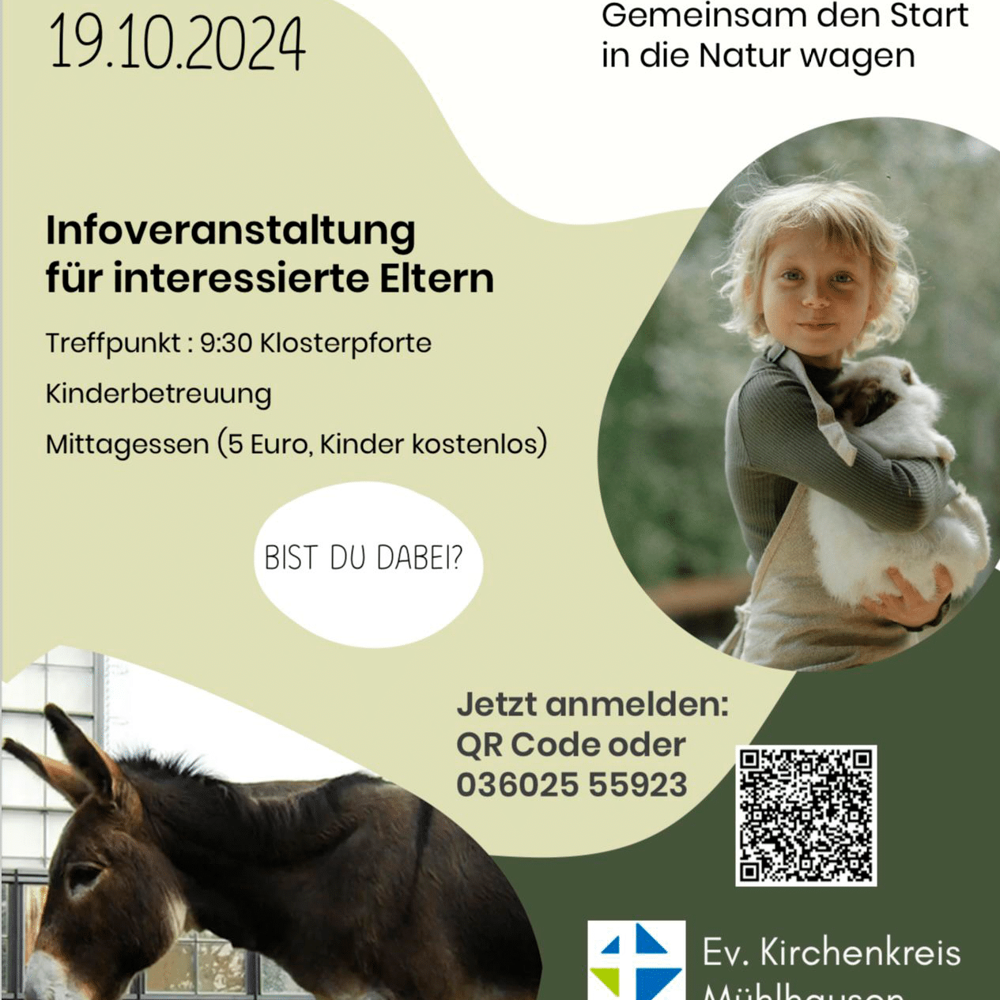 19.10.2024
Gemeinsam den Start
in die Natur wagen
Infoveranstaltung
für interessierte Eltern
Treffpunkt : 9:30 Klosterpforte
Kinderbetreuung
Mittagessen (5 Euro, Kinder kostenlos)
BIST DU DABEI?
Jetzt anmelden:
QR Code oder
036025 55923
Ev. Kirchenkreis
Mühlhausen